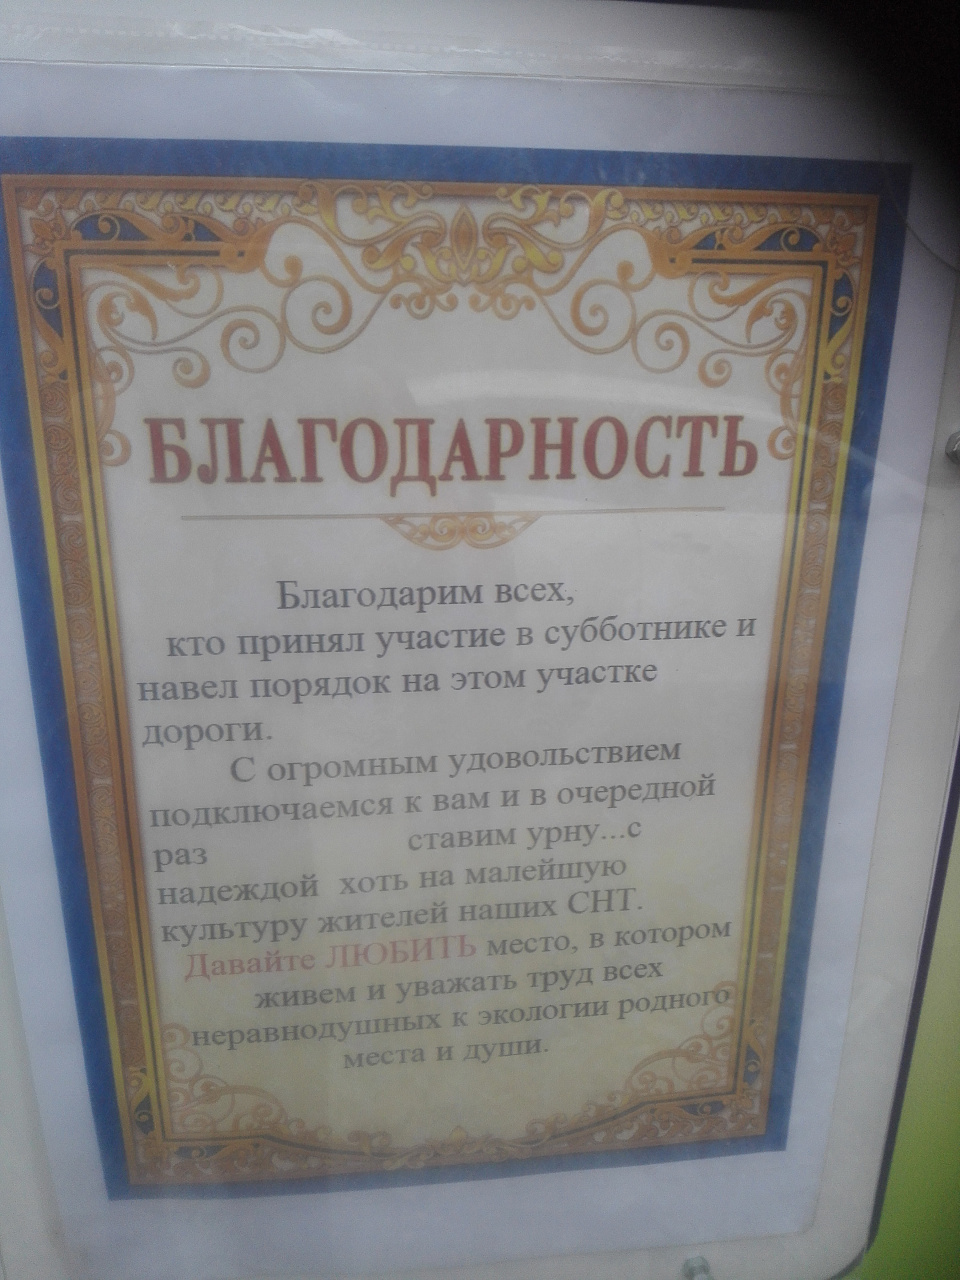 БЛАГОДАРНОСТЬ
Благодарим всех,
кто принял участие в субботнике и
навел порядок на этом участке
дороги.
С огромным удовольствием
подключаемся к вам и в очередной
раз ставим урну...с
надеждой хоть на малейшую
культуру жителей наших СНТ.
Давайте ЛЮБИТЬ место, в котором
живем и уважать труд всех
неравнодушных к экологии родного
места и души.